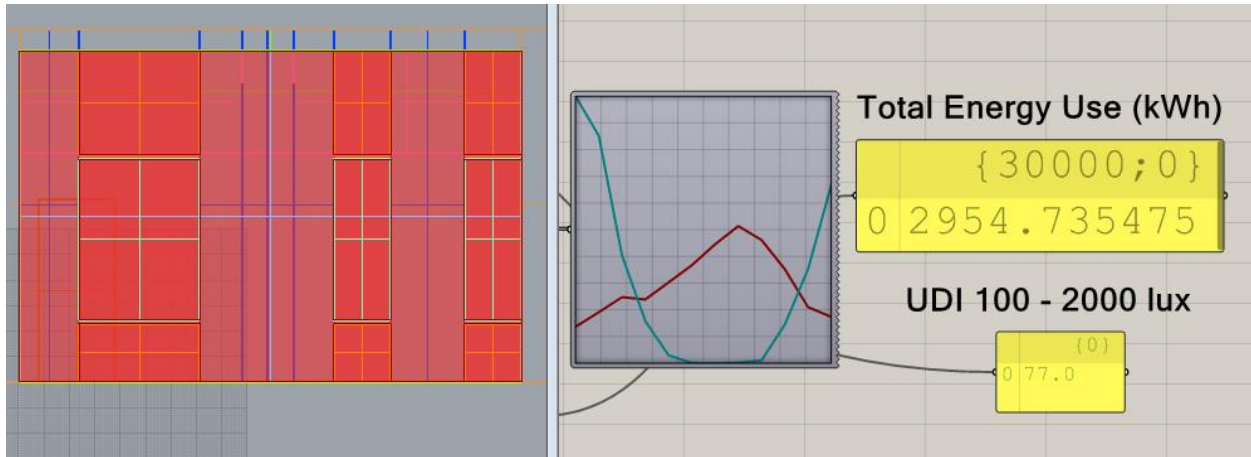 Total Energy Use (kWh)
{30000;0}
0 2954.735475
UDI 100 - 2000 lux
{0}
0 77.0